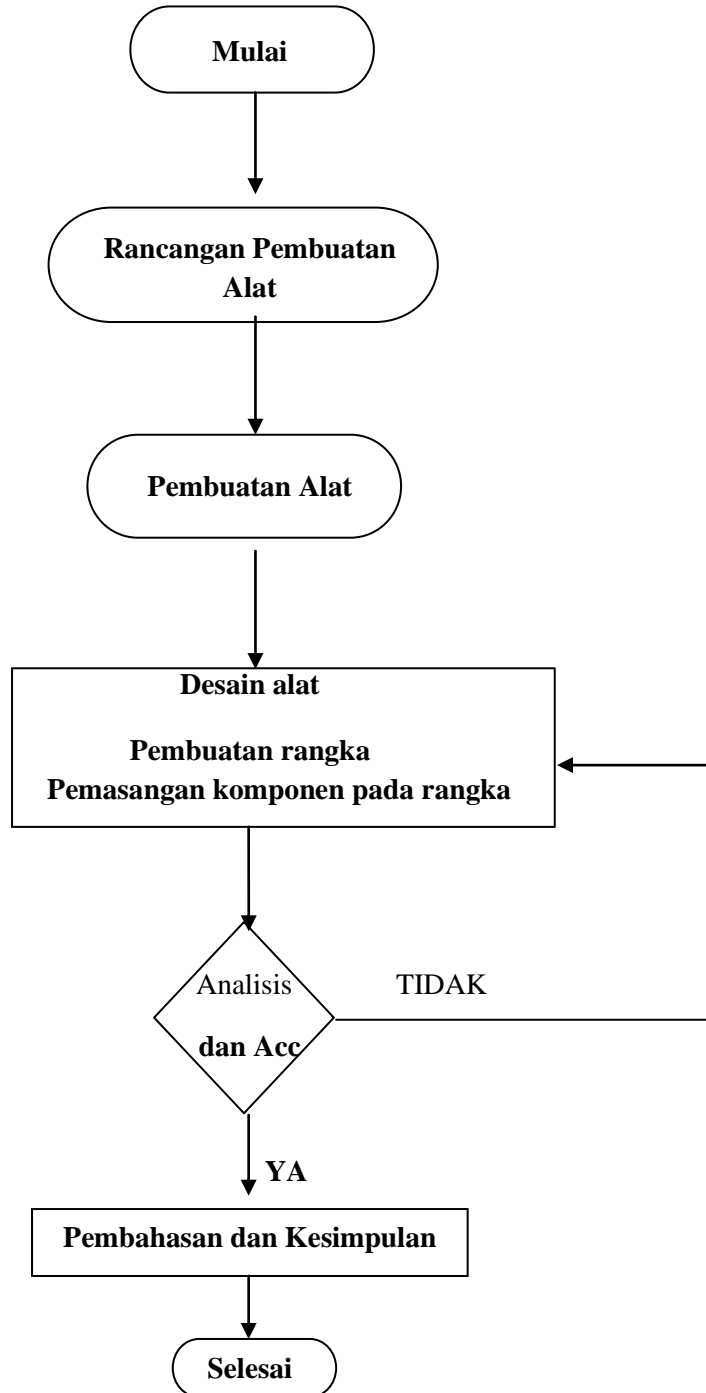 Mulai
Rancangan Pembuatan
Alat
Pembuatan Alat
Desain alat
Pembuatan rangka
Pemasangan komponen pada rangka
Analisis
dan Acc
TIDAK
YA
Pembahasan dan Kesimpulan
Selesai